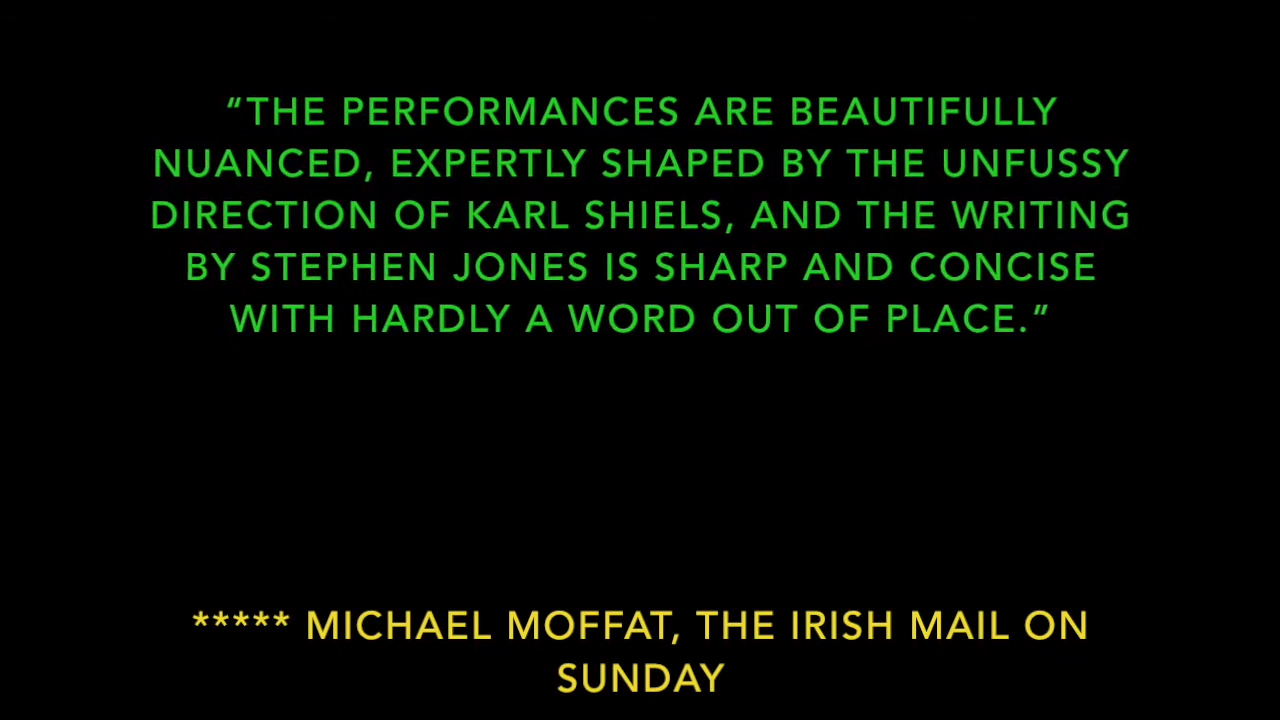 “THE PERFORMANCES ARE BEAUTIFULLY
NUANCED, EXPERTLY SHAPED BY THE UNFUSSY
DIRECTION OF KARL SHIELS, AND THE WRITING
BY STEPHEN JONES IS SHARP AND CONCISE
WITH HARDLY A WORD OUT OF PLACE.”
***** MICHAEL MOFFAT, THE IRISH MAIL ON
SUNDAY